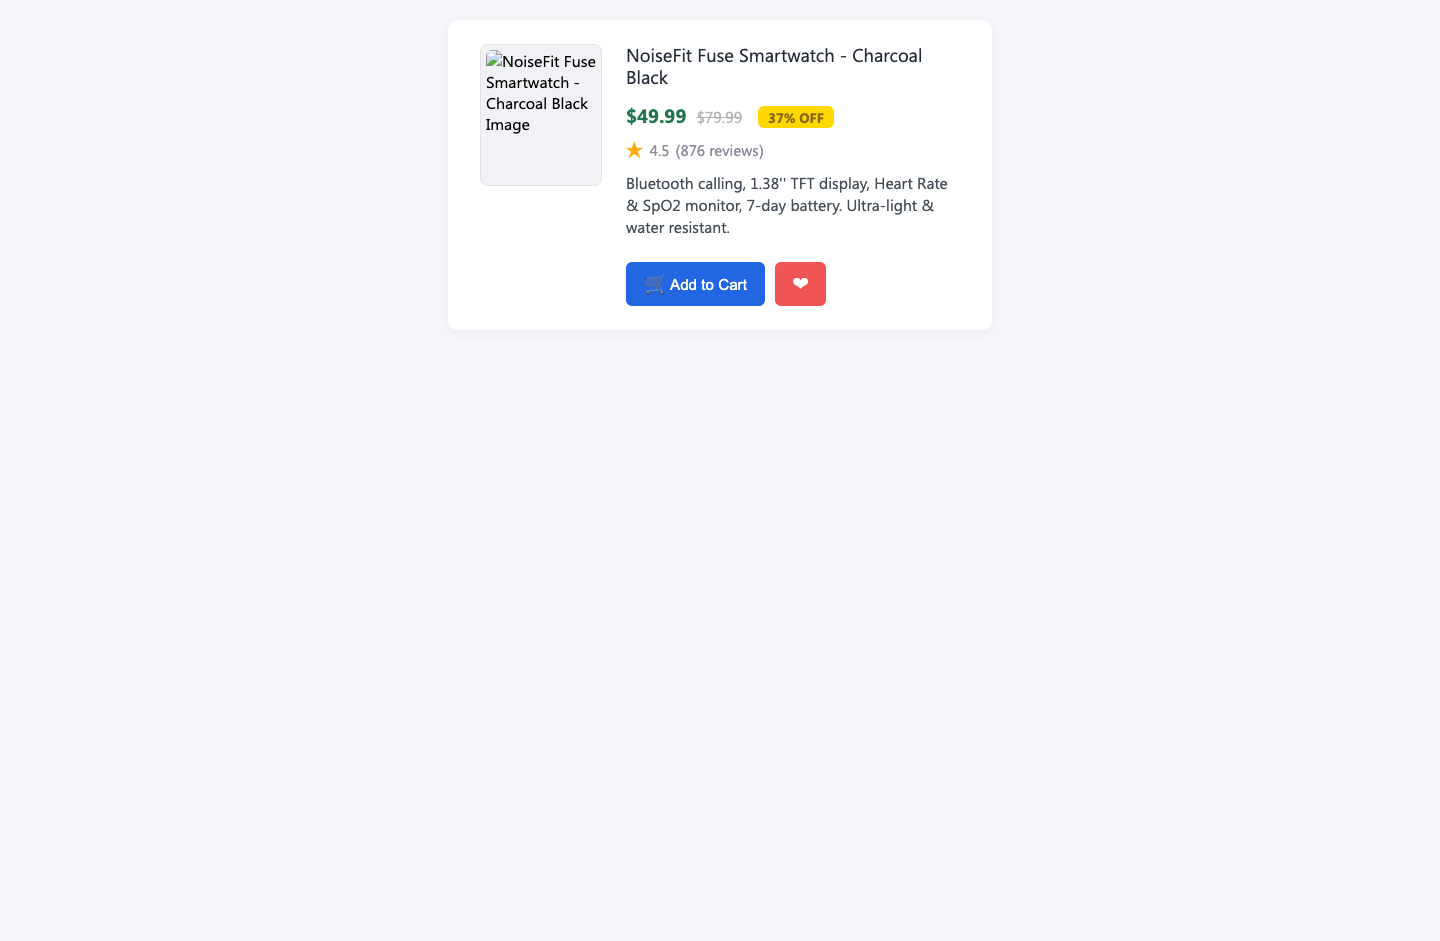 NoiseFit Fuse
Smartwatch -
Charcoal Black
Image
NoiseFit Fuse Smartwatch - Charcoal
Black
$49.99 $79.99 37% OFF
★ 4.5 (876 reviews)
Bluetooth calling, 1.38'' TFT display, Heart Rate
& SpO2 monitor, 7-day battery. Ultra-light &
water resistant.
🛒 Add to Cart ❤